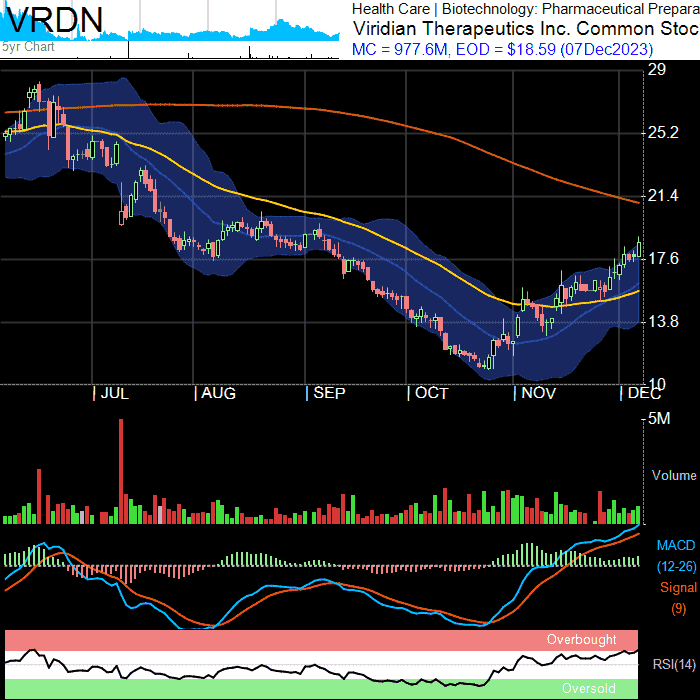 VRDN
5yr Chart
Health Care | Biotechnology: Pharmaceutical Prepara
Viridian Therapeutics Inc. Common Stoc
MC = 977.6M, EOD = $18.59 (07Dec2023)
29
25.2
21.4
17.6
13.8
10
| JUL | AUG | SEP | OCT | NOV | DEC
5M
Volume
MACD
(12-26)
Signal
(9)
Overbought
RSI(14)
Oversold